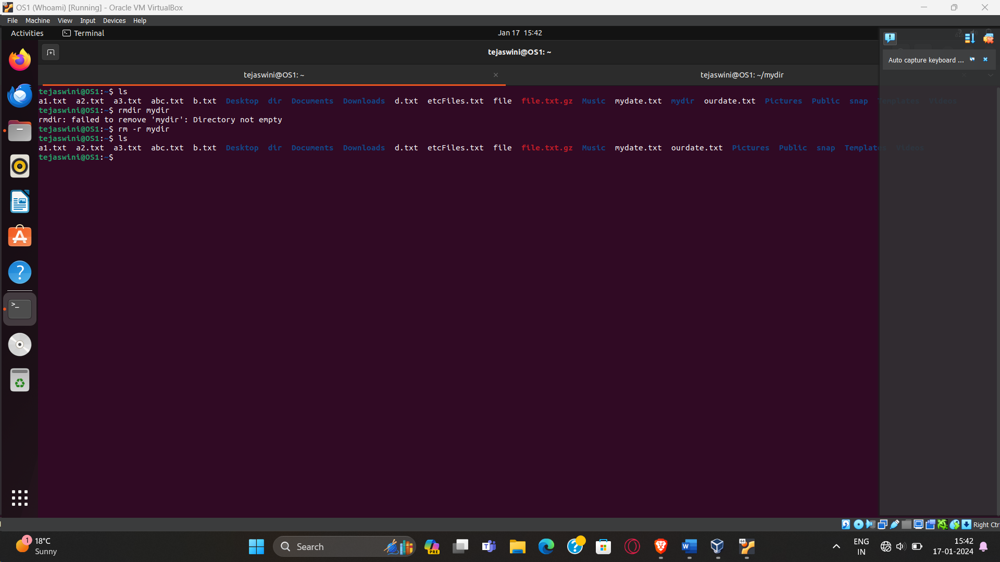 OS1 (Whoami) [Running] - Oracle VM VirtualBox
File Machine View Input Devices Help
Activities Terminal Jan 17 15:42
tejaswini@OS1: ~
Auto capture keyboard ...
tejaswini@OS1: ~ tejaswini@OS1: ~/mydir
tejaswini@OS1:~$ ls
a1.txt a2.txt a3.txt abc.txt b.txt Desktop dir Documents Downloads d.txt etcFiles.txt file file.txt.gz Music mydate.txt mydir ourdate.txt Pictures Public snap Templates Videos
tejaswini@OS1:~$ rmdir mydir
rmdir: failed to remove 'mydir': Directory not empty
tejaswini@OS1:~$ rm -r mydir
tejaswini@OS1:~$ ls
a1.txt a2.txt a3.txt abc.txt b.txt Desktop dir Documents Downloads d.txt etcFiles.txt file file.txt.gz Music mydate.txt ourdate.txt Pictures Public snap Templates Videos
tejaswini@OS1:~$
Right Ctr
1 18°C
Sunny
Search
PRE
ENG
IN
15:42
17-01-2024